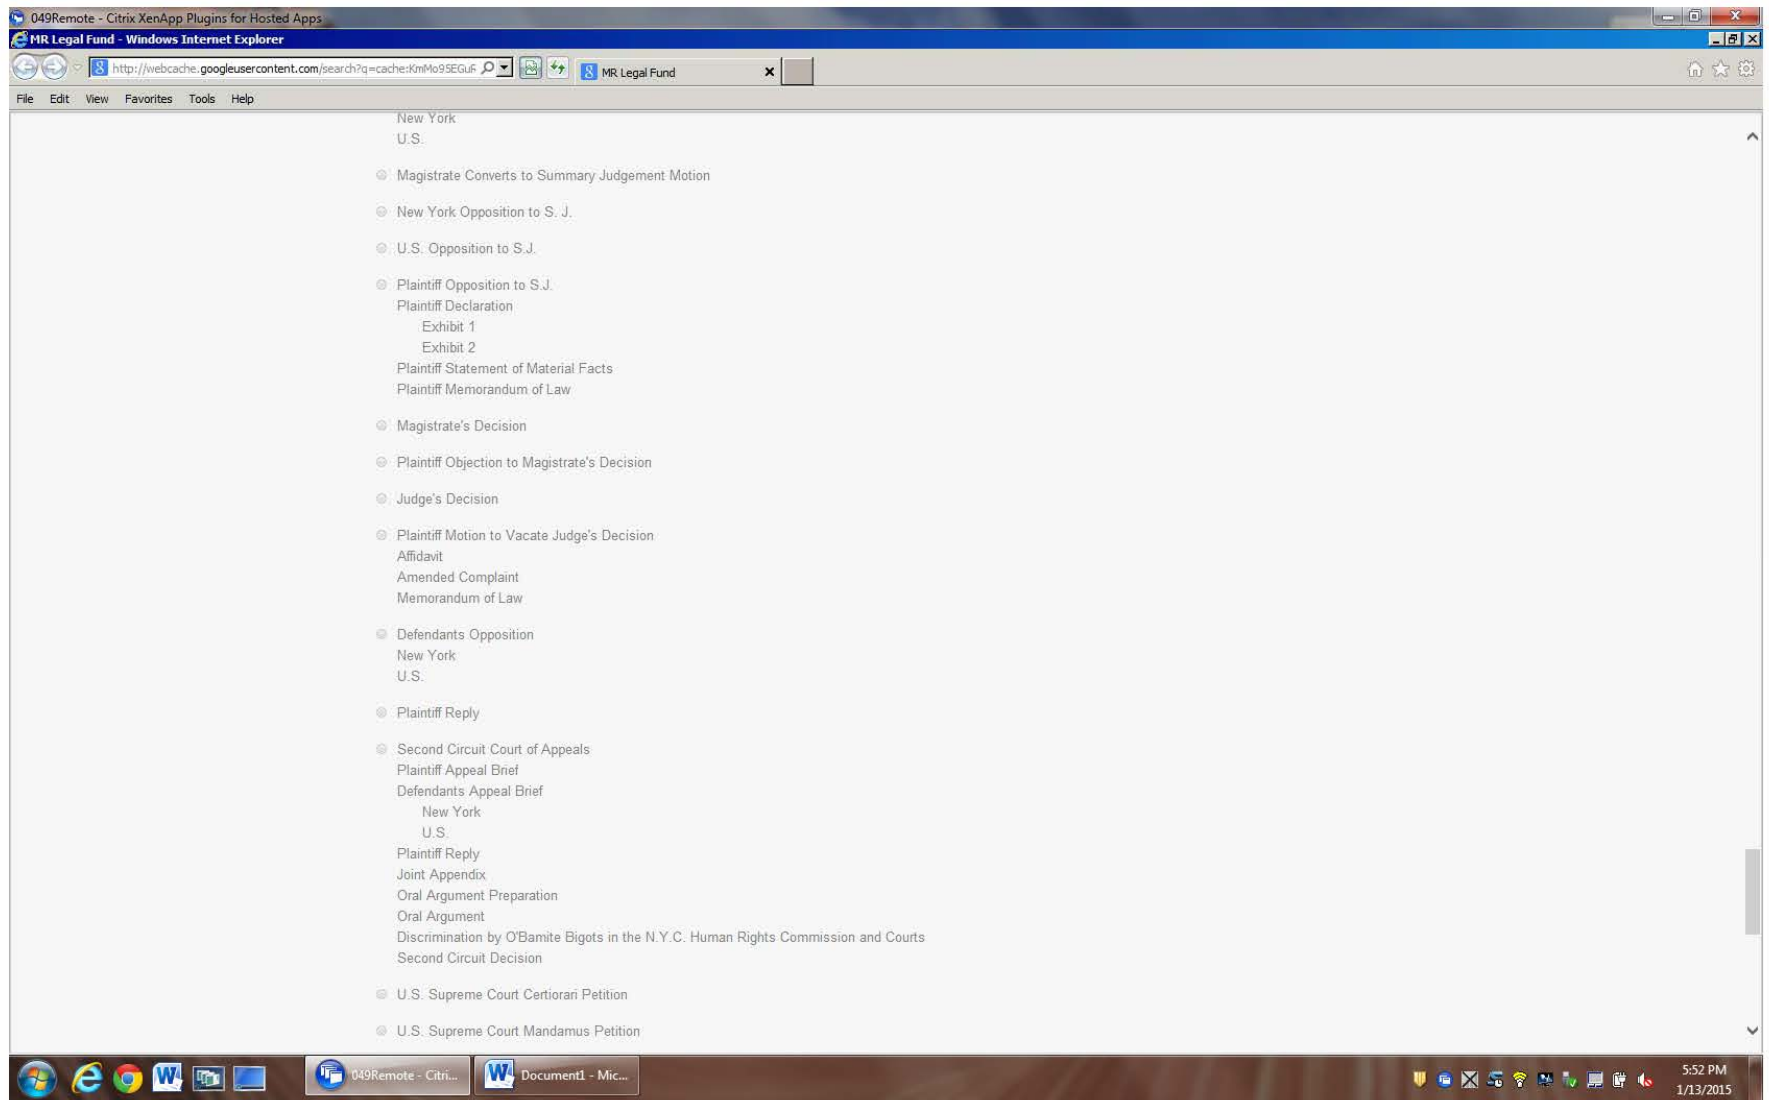 049Remote - Citrix XenApp Plugins for Hosted Apps
MR Legal Fund - Windows Internet Explorer
http://webcache.googleusercontent.com/search?q=cache:KmMo95EGuF
MR Legal Fund
File Edit View Favorites Tools Help
New York
U.S.
Magistrate Converts to Summary Judgement Motion
New York Opposition to S. J.
U.S. Opposition to S.J.
Plaintiff Opposition to S.J.
Plaintiff Declaration
Exhibit 1
Exhibit 2
Plaintiff Statement of Material Facts
Plaintiff Memorandum of Law
Magistrate's Decision
Plaintiff Objection to Magistrate's Decision
Judge's Decision
Plaintiff Motion to Vacate Judge's Decision
Affidavit
Amended Complaint
Memorandum of Law
Defendants Opposition
New York
U.S.
Plaintiff Reply
Second Circuit Court of Appeals
Plaintiff Appeal Brief
Defendants Appeal Brief
New York
U.S.
Plaintiff Reply
Joint Appendix
Oral Argument Preparation
Oral Argument
Discrimination by O'Bamite Bigots in the N.Y.C. Human Rights Commission and Courts
Second Circuit Decision
U.S. Supreme Court Certiorari Petition
U.S. Supreme Court Mandamus Petition
049Remote - Citri...
Document1 - Mic...
5:52 PM
1/13/2015